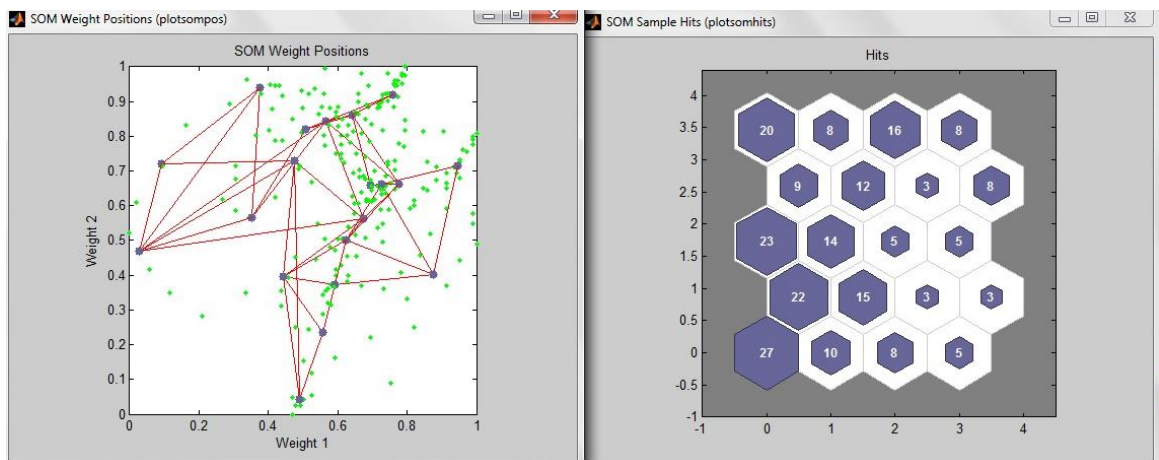 SOM Weight Positions (plotsompos)
SOM Weight Positions
1
0.9
0.8
0.7
0.6
0.5
0.4
0.3
0.2
0.1
0
Weight 2
0 0.2 0.4 0.6 0.8 1
Weight 1
SOM Sample Hits (plotsomhits)
Hits
4
3.5
3
2.5
2
1.5
1
0.5
0
-0.5
-1
20 8 16 8
9 12 3 8
23 14 5 5
22 15 3 3
27 10 8 5
-1 0 1 2 3 4